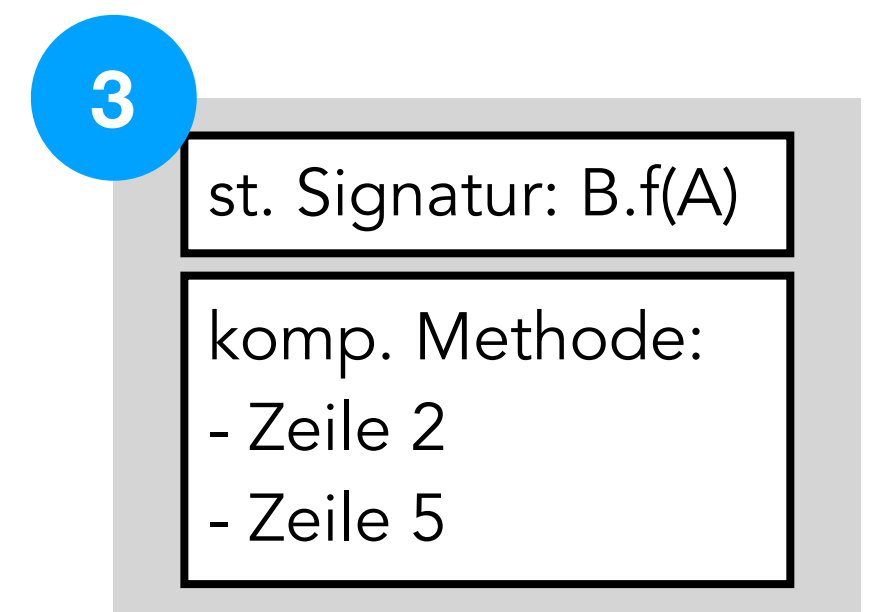 3
st. Signatur: B.f(A)
komp. Methode:
- Zeile 2
- Zeile 5